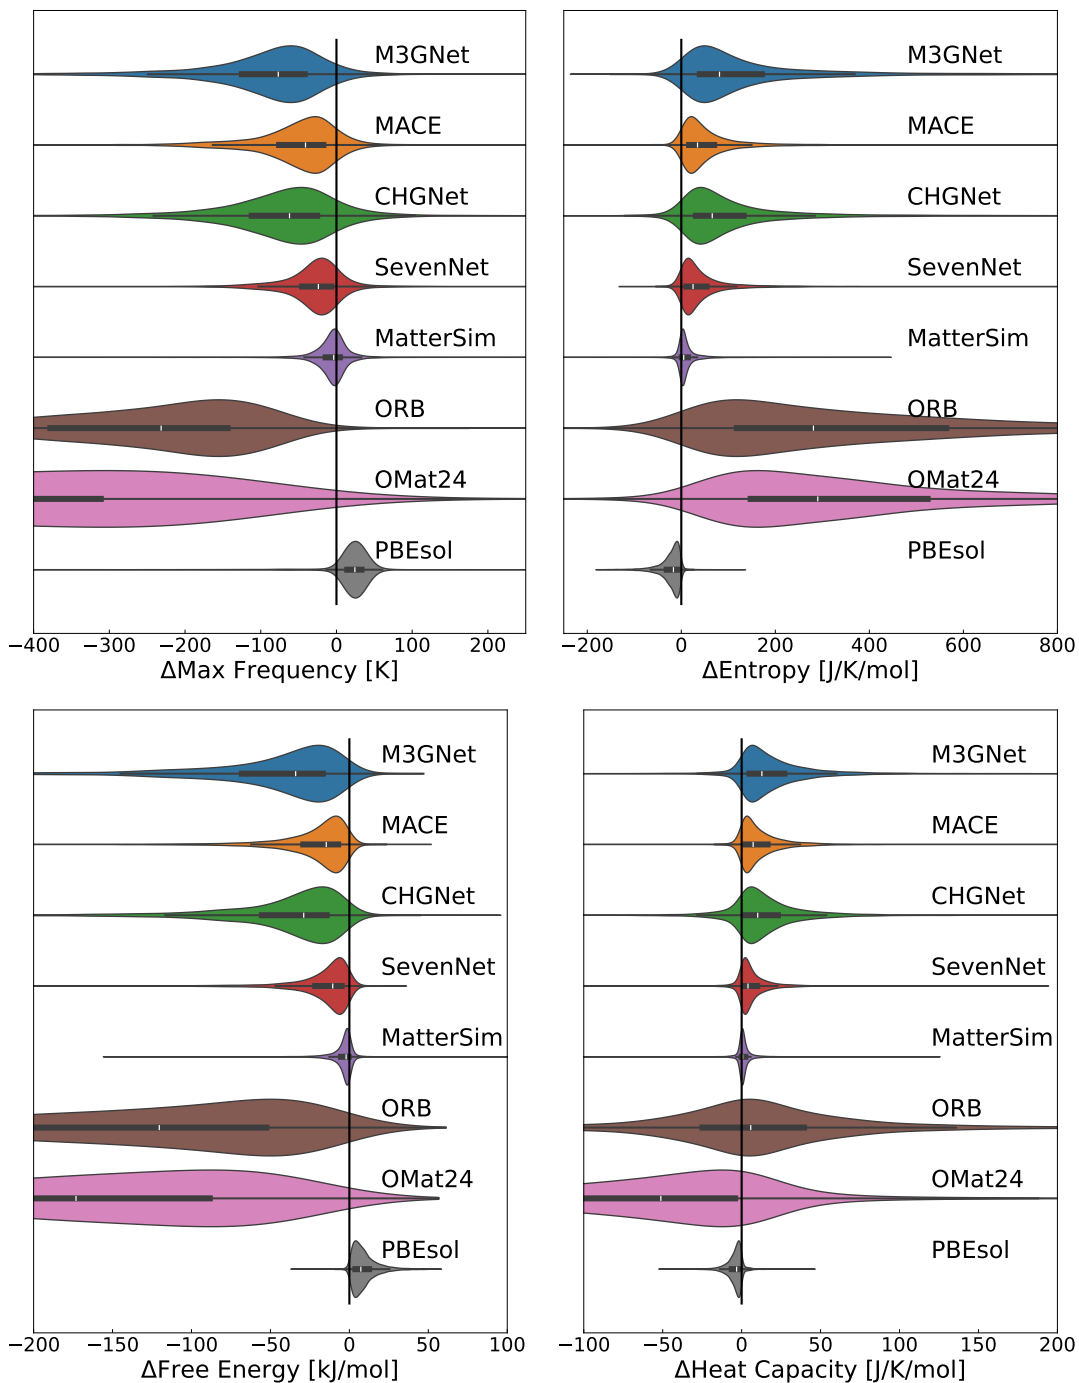 M3GNet
MACE
CHGNet
SevenNet
MatterSim
ORB
OMat24
PBEsol
−400 −300 −200 −100 0 100 200
ΔMax Frequency [K]
M3GNet
MACE
CHGNet
SevenNet
MatterSim
ORB
OMat24
PBEsol
−200 0 200 400 600 800
ΔEntropy [J/K/mol]
M3GNet
MACE
CHGNet
SevenNet
MatterSim
ORB
OMat24
PBEsol
−200 −150 −100 −50 0 50 100
ΔFree Energy [kJ/mol]
M3GNet
MACE
CHGNet
SevenNet
MatterSim
ORB
OMat24
PBEsol
−100 −50 0 50 100 150 200
ΔHeat Capacity [J/K/mol]